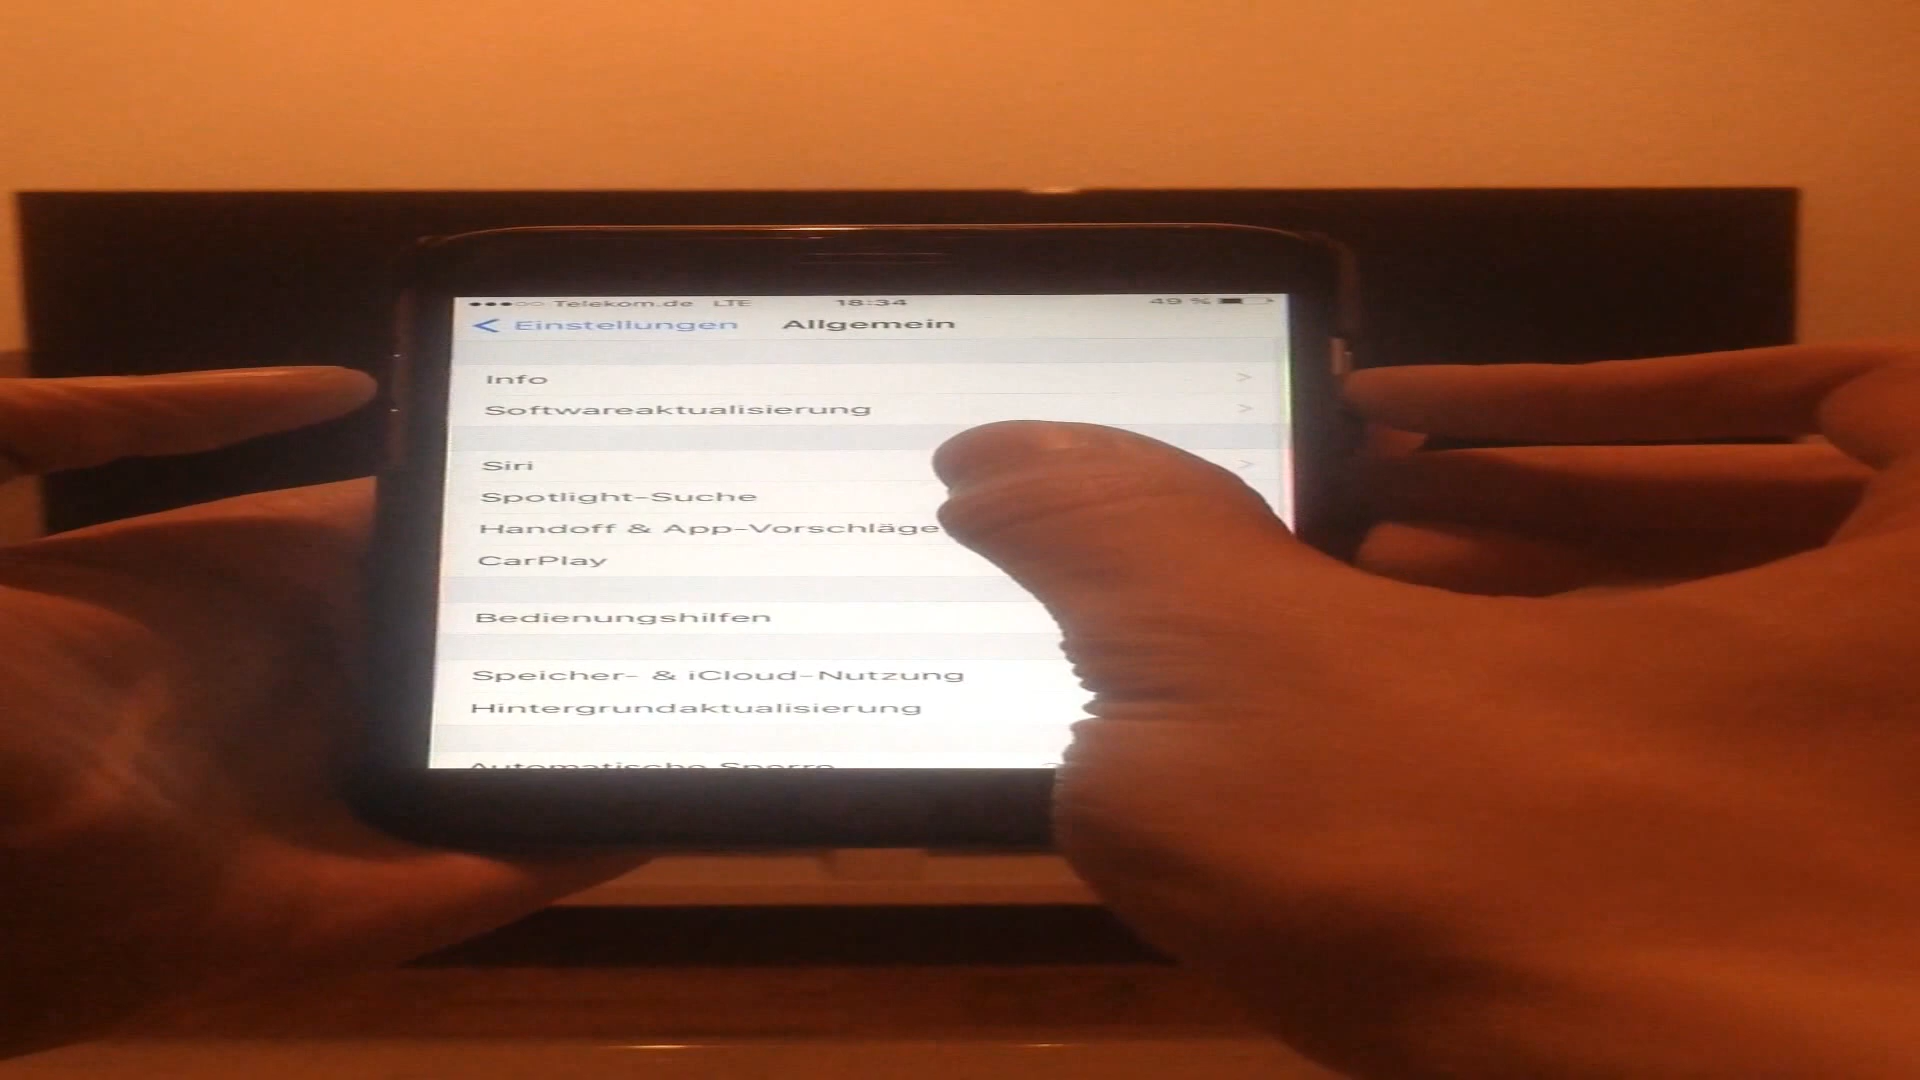 Telekom.de LTE 18:34 49 %
Einstellungen Allgemein
Info
Softwareaktualisierung
Siri
Spotlight-Suche
Handoff & App-Vorschläge
CarPlay
Bedienungshilfen
Speicher- & iCloud-Nutzung
Hintergrundaktualisierung
Automatische Sperre